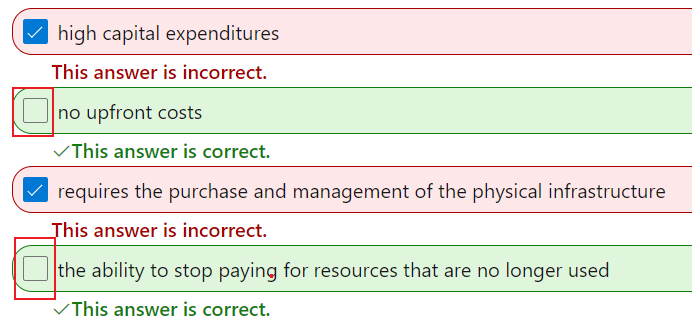 high capital expenditures
This answer is incorrect.
no upfront costs
This answer is correct.
requires the purchase and management of the physical infrastructure
This answer is incorrect.
the ability to stop paying for resources that are no longer used
This answer is correct.